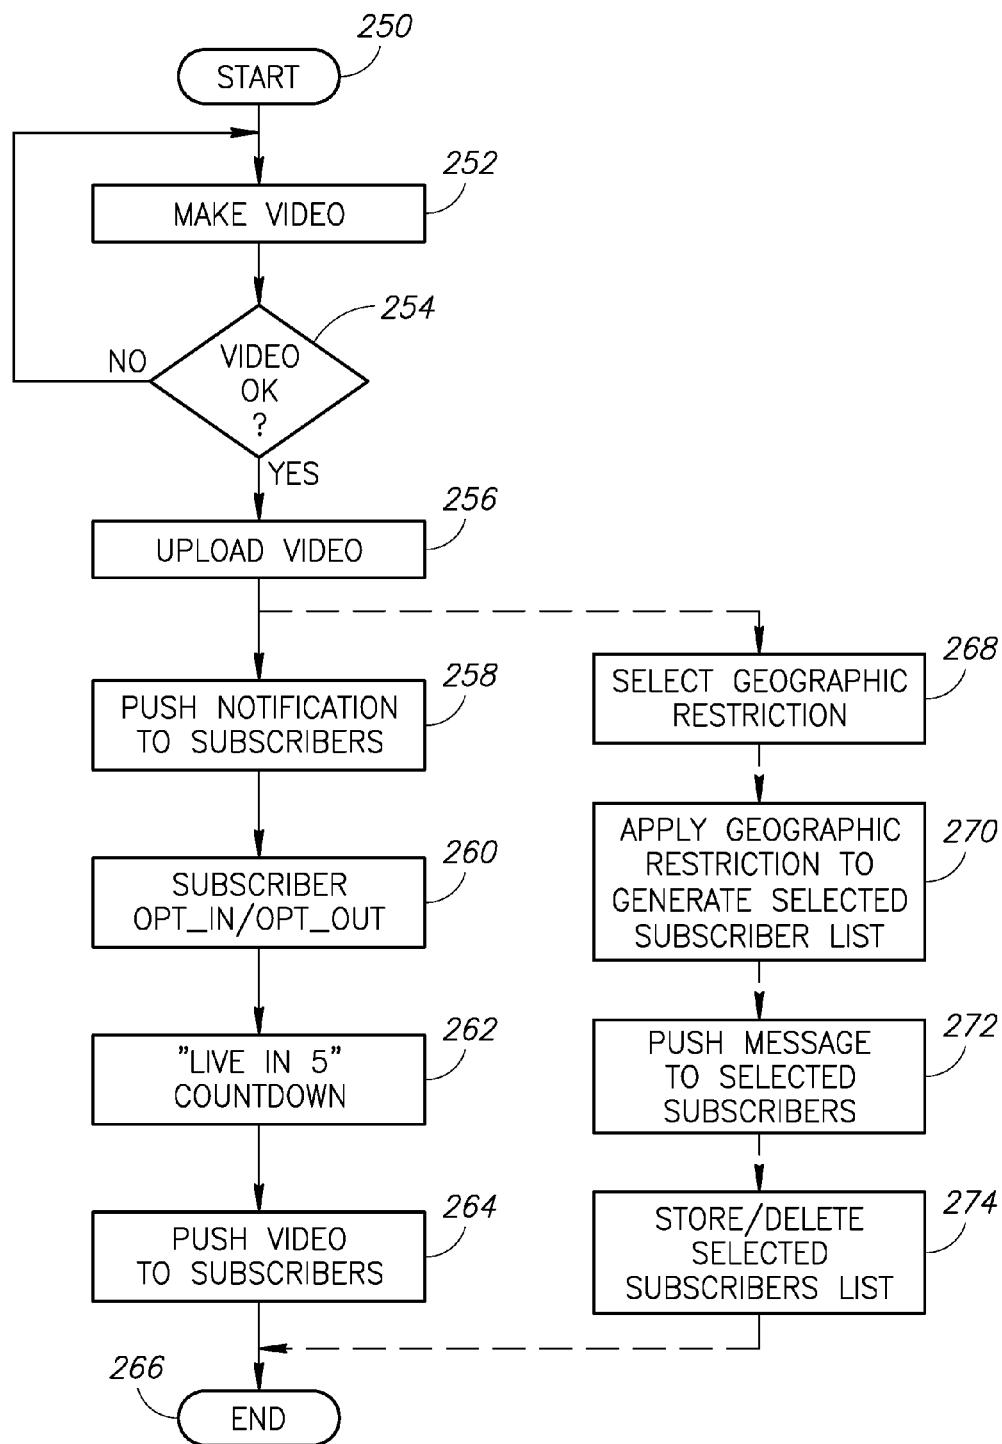 250
START
252
MAKE VIDEO
254
NO
VIDEO
OK
?
YES
256
UPLOAD VIDEO
258
PUSH NOTIFICATION
TO SUBSCRIBERS
260
SUBSCRIBER
OPT_IN/OPT_OUT
262
"LIVE IN 5"
COUNTDOWN
264
PUSH VIDEO
TO SUBSCRIBERS
266
END
268
SELECT GEOGRAPHIC
RESTRICTION
270
APPLY GEOGRAPHIC
RESTRICTION TO
GENERATE SELECTED
SUBSCRIBER LIST
272
PUSH MESSAGE
TO SELECTED
SUBSCRIBERS
274
STORE/DELETE
SELECTED
SUBSCRIBERS LIST